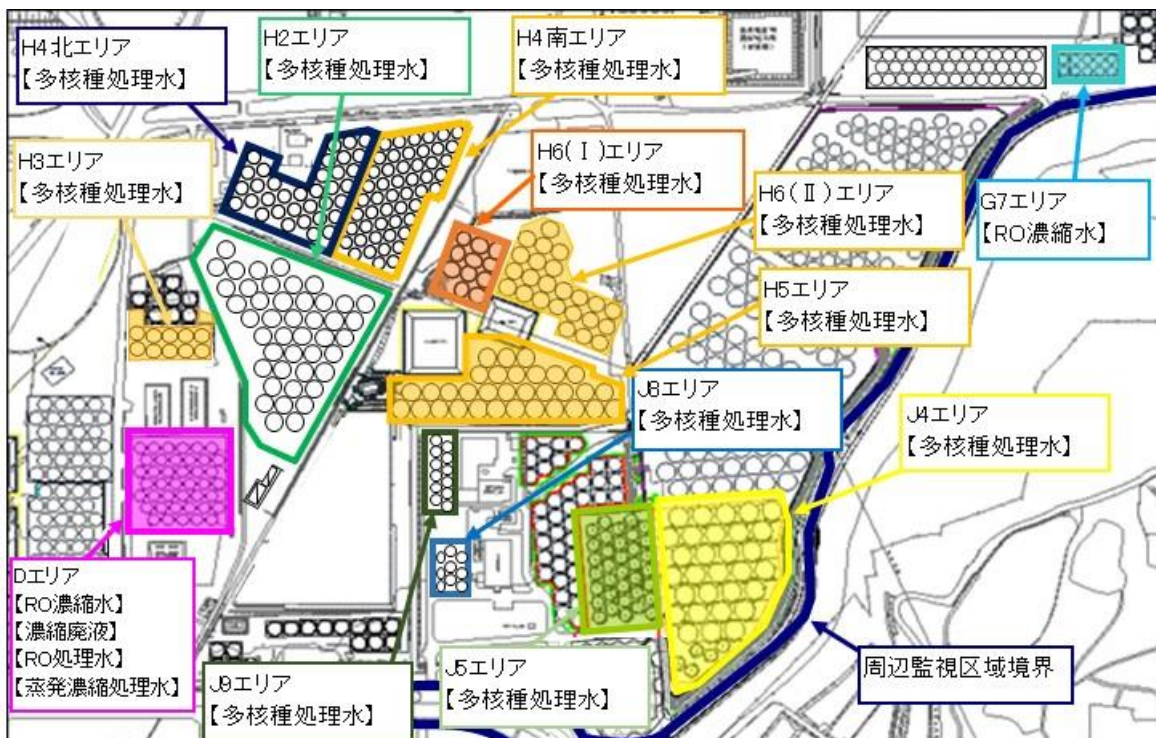 H4北エリア
【多核種処理水】
H2エリア
【多核種処理水】
H4南エリア
【多核種処理水】
H3エリア
【多核種処理水】
H6(Ⅰ)エリア
【多核種処理水】
H6(Ⅱ)エリア
【多核種処理水】
G7エリア
【RO濃縮水】
H5エリア
【多核種処理水】
J8エリア
【多核種処理水】
J4エリア
【多核種処理水】
Dエリア
【RO濃縮水】
【濃縮廃液】
【RO処理水】
【蒸発濃縮処理水】
J9エリア
【多核種処理水】
J5エリア
【多核種処理水】
周辺監視区域境界